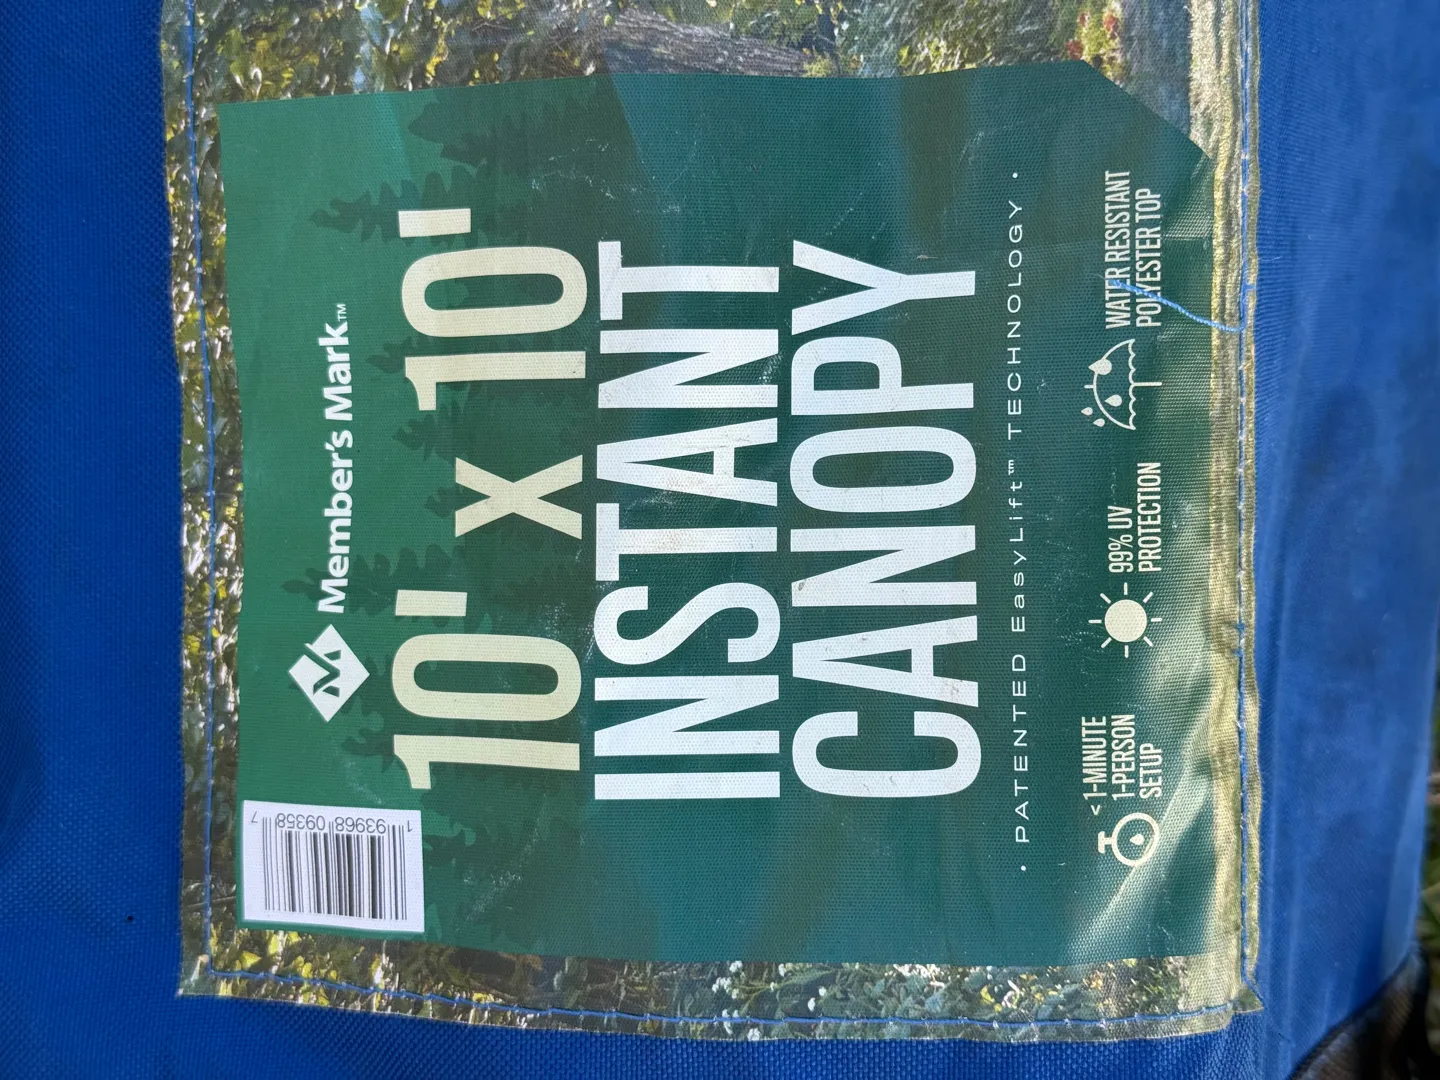 Member's Mark™
10' x 10'
INSTANT
CANOPY
· PATENTED EasyLift™ TECHNOLOGY ·
< 1-MINUTE
1-PERSON
SETUP
99% UV
PROTECTION
WATER RESISTANT
POLYESTER TOP
1 93968 09358 7